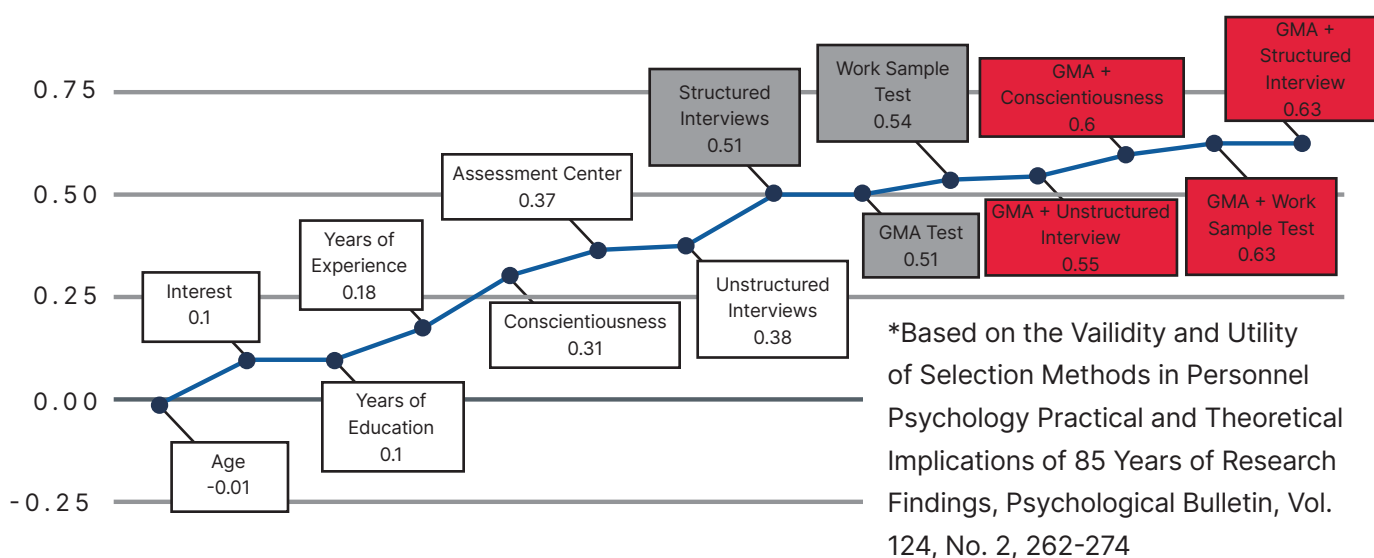 0.75
0.50
0.25
0.00
-0.25
Age
-0.01
Interest
0.1
Years of
Education
0.1
Years of
Experience
0.18
Conscientiousness
0.31
Assessment Center
0.37
Unstructured
Interviews
0.38
Structured
Interviews
0.51
GMA Test
0.51
Work Sample
Test
0.54
GMA + Unstructured
Interview
0.55
GMA +
Conscientiousness
0.6
GMA + Work
Sample Test
0.63
GMA +
Structured
Interview
0.63
*Based on the Vailidity and Utility
of Selection Methods in Personnel
Psychology Practical and Theoretical
Implications of 85 Years of Research
Findings, Psychological Bulletin, Vol.
124, No. 2, 262-274